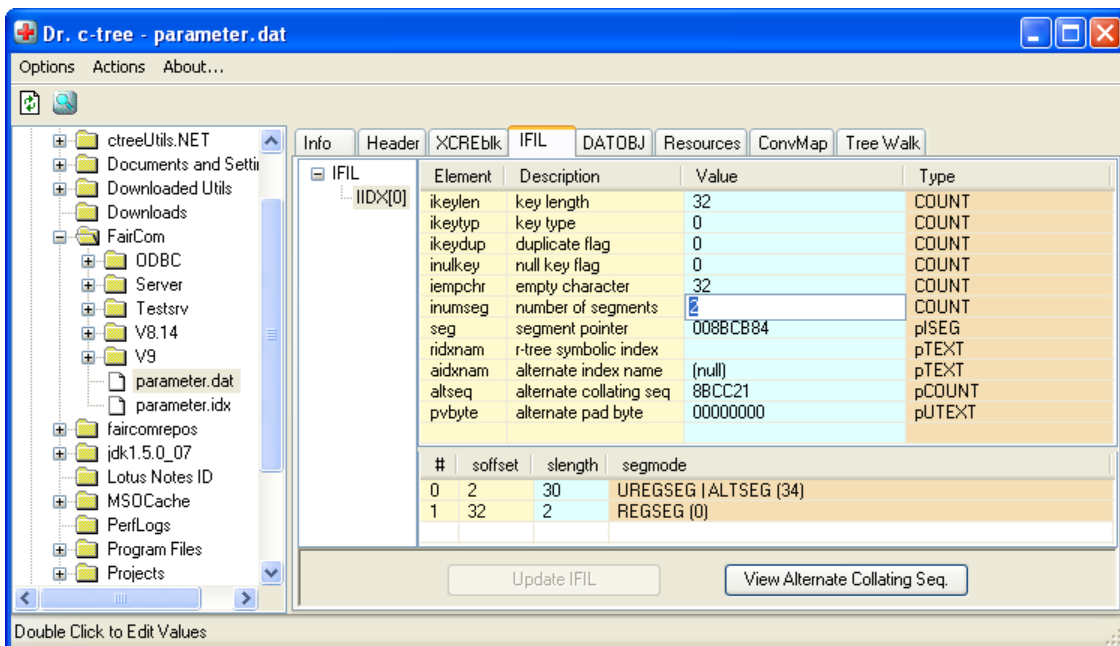 Dr. c-tree - parameter.dat
Options Actions About...
ctreeUtils.NET
Documents and Settin
Downloaded Utils
Downloads
FairCom
ODBC
Server
Testsrv
V8.14
V9
parameter.dat
parameter.idx
faircomrepos
jdk1.5.0_07
Lotus Notes ID
MSOCache
PerfLogs
Program Files
Projects
Info Header XCREblk IFIL DATOBJ Resources ConvMap Tree Walk
IFIL
IIDX[0]
Element Description Value Type
ikeylen key length 32 COUNT
ikeytyp key type 0 COUNT
ikeydup duplicate flag 0 COUNT
inulkey null key flag 0 COUNT
iempchr empty character 32 COUNT
inumseg number of segments 2 COUNT
seg segment pointer 008BCB84 pISEG
ridxnam r-tree symbolic index pTEXT
aidxnam alternate index name (null) pTEXT
altseq alternate collating seq 8BCC21 pCOUNT
pvbyte alternate pad byte 00000000 pUTEXT
# soffset slength segmode
0 2 30 UREGSEG | ALTSEG (34)
1 32 2 REGSEG (0)
Update IFIL View Alternate Collating Seq.
Double Click to Edit Values